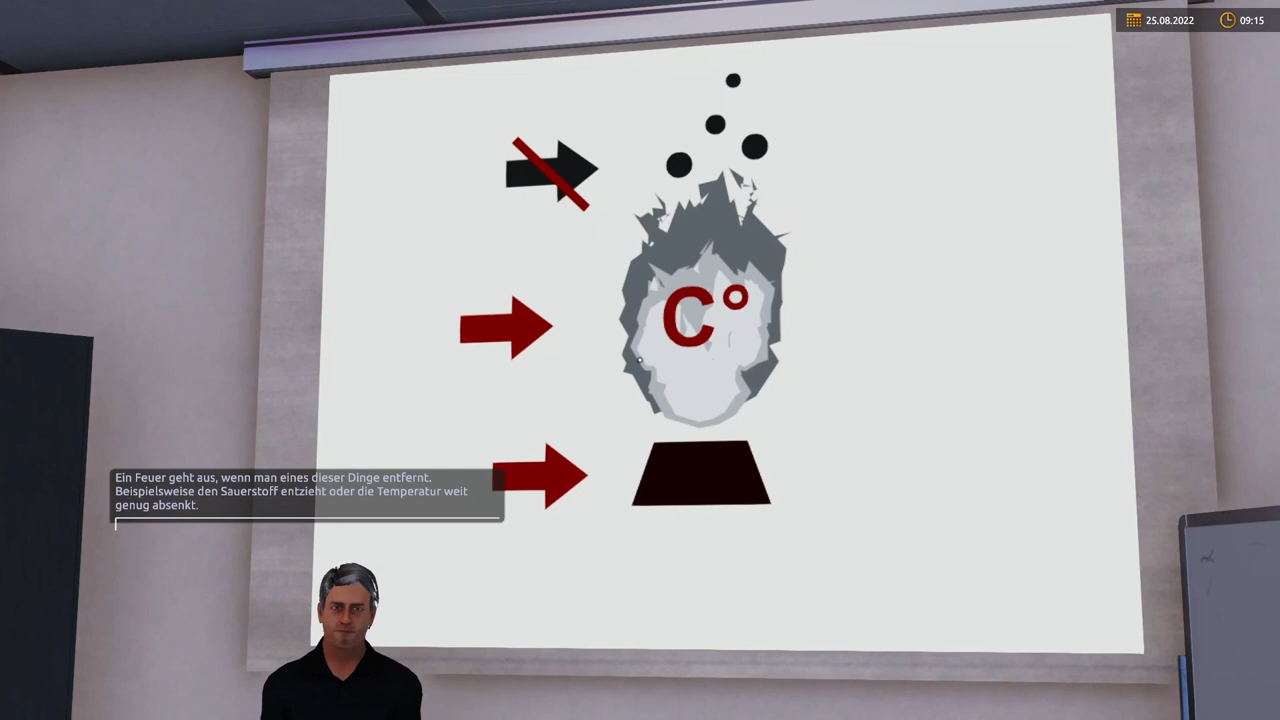 25.08.2022
09:15
C°
Ein Feuer geht aus, wenn man eines dieser Dinge entfernt.
Beispielsweise den Sauerstoff entzieht oder die Temperatur weit
genug absenkt.